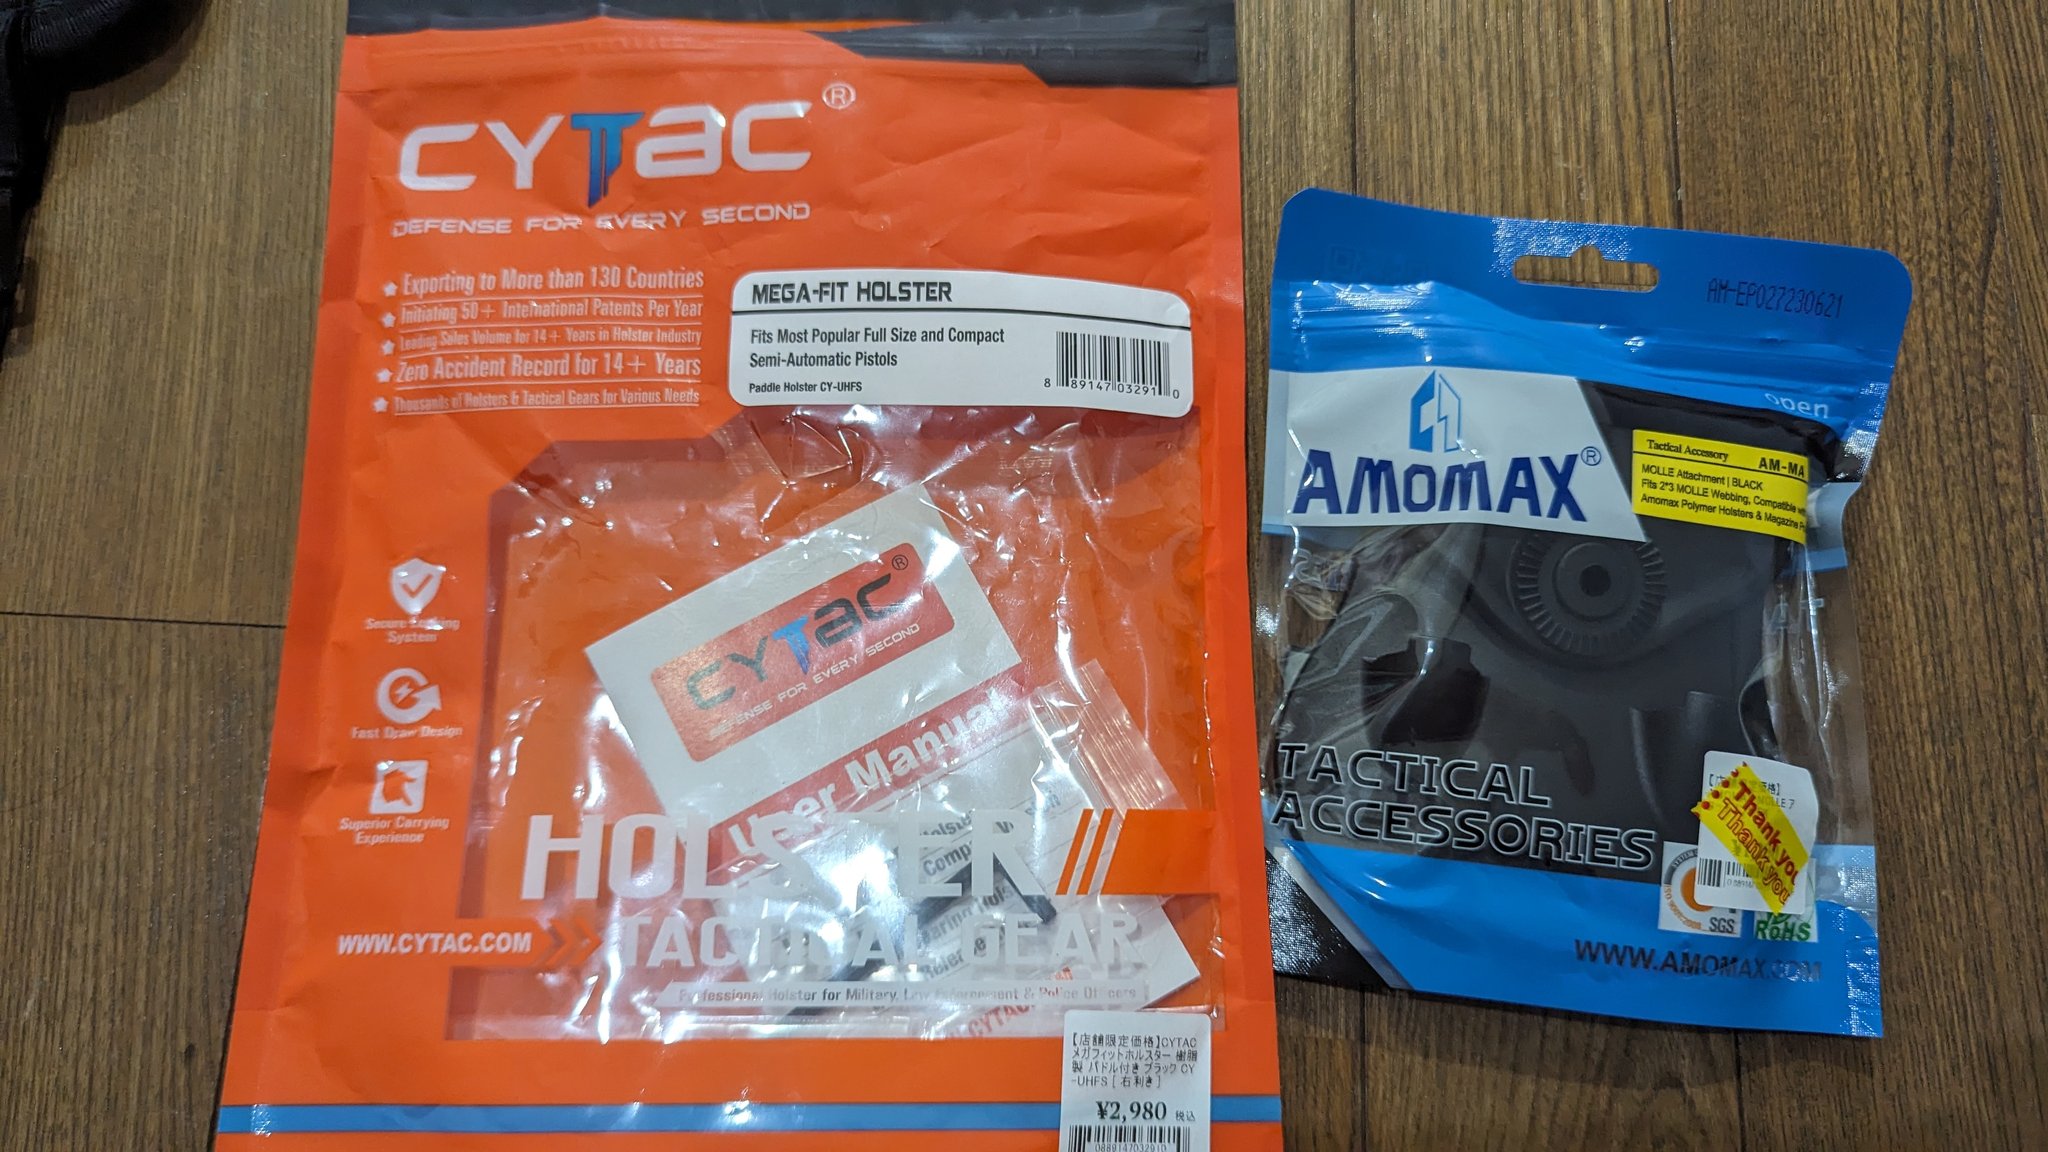 CYTAC®
DEFENSE FOR EVERY SECOND
Exporting to More than 130 Countries
Initiating 50+ International Patents Per Year
Leading Sales Volume for 14+ Years in Holster Industry
Zero Accident Record for 14+ Years
Thousands of Holsters & Tactical Gears for Various Needs
MEGA-FIT HOLSTER
Fits Most Popular Full Size and Compact
Semi-Automatic Pistols
Paddle Holster CY-UHFS
8 89147 03291 0
Secure Locking
System
Fast Draw Design
Superior Carrying
Experience
CYTAC®
DEFENSE FOR EVERY SECOND
User Manual
HOLSTER
WWW.CYTAC.COM
TACTICAL GEAR
Professional Holster for Military, Law Enforcement & Police Officers
【店舗限定価格】CYTAC
メガフィットホルスター 樹脂
製 パドル付き ブラック CY
-UHFS [ 右利き ]
¥2,980 税込
0889147032910
AM-EP027230621
open
AMOMAX®
Tactical Accessory AM-MA
MOLLE Attachment | BLACK
Fits 2*3 MOLLE Webbing, Compatible
Amomax Polymer Holsters & Magazine
TACTICAL
ACCESSORIES
Thank you
Thank you
SGS
RoHS
WWW.AMOMAX.COM